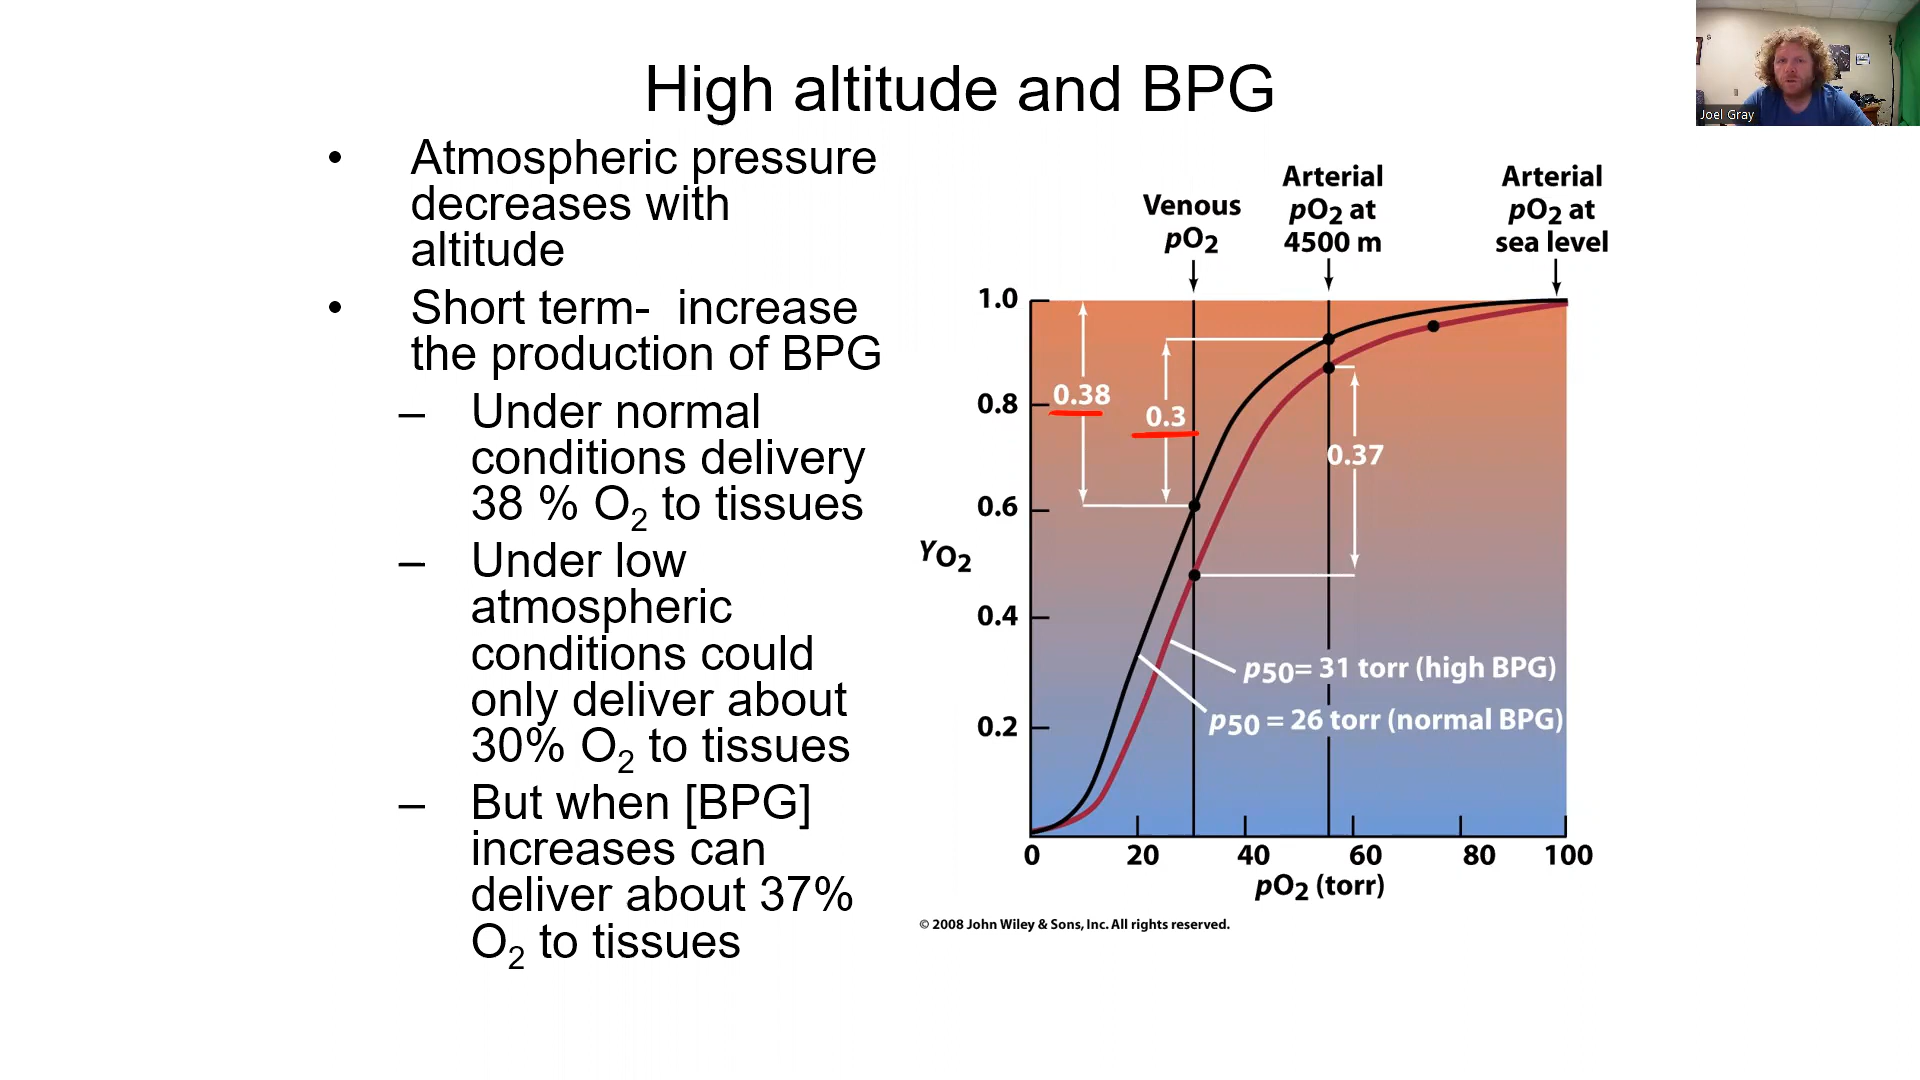 High altitude and BPG
Joel Gray
• Atmospheric pressure
decreases with
altitude
• Short term- increase
the production of BPG
– Under normal
conditions delivery
38 % O2 to tissues
– Under low
atmospheric
conditions could
only deliver about
30% O2 to tissues
– But when [BPG]
increases can
deliver about 37%
O2 to tissues
Venous
pO2
Arterial
pO2 at
4500 m
Arterial
pO2 at
sea level
1.0
0.8
0.6
0.4
0.2
YO2
0.38
0.3
0.37
p50= 31 torr (high BPG)
p50 = 26 torr (normal BPG)
0 20 40 60 80 100
pO2 (torr)
© 2008 John Wiley & Sons, Inc. All rights reserved.